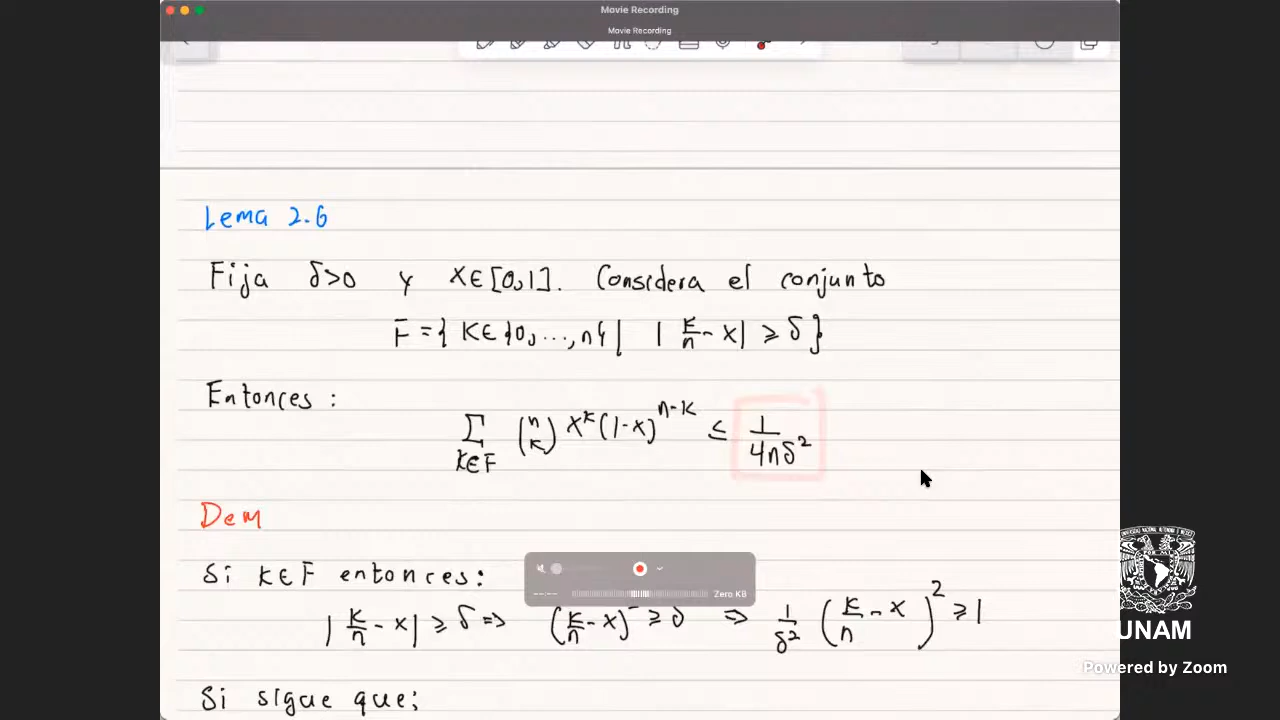 Movie Recording
Movie Recording
Lema 2.6
Fija δ>0 y x∈[0,1]. Considera el conjunto
F = { k∈{0,...,n} | | k/n - x| ≥ δ }
Entonces :
∑ k∈F (n k) x^k (1-x)^{n-k} ≤ 1/4nδ²
Dem
Si k∈F entonces:
Zero KB
| k/n - x| ≥ δ ⇒ (k/n - x) ≥ δ ⇒ 1/δ² (k/n - x)² ≥ 1
UNAM
Powered by Zoom
Si sigue que: